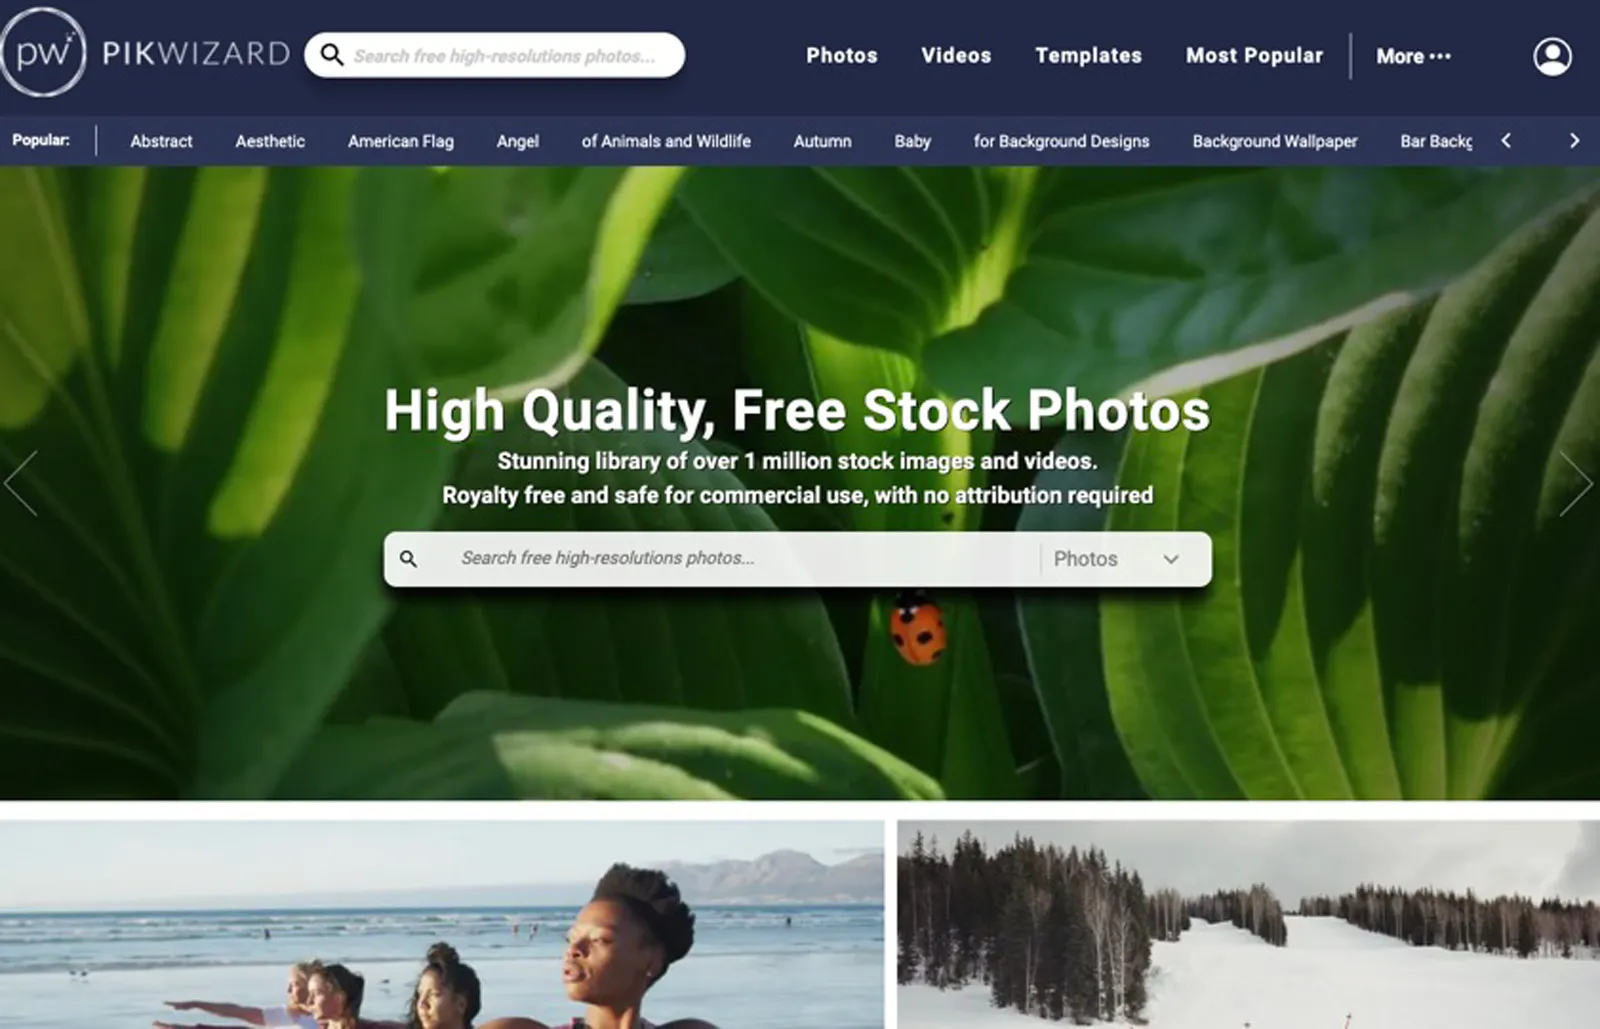 pw PIKWIZARD
Search free high-resolutions photos...
Photos Videos Templates Most Popular More •••
Popular: Abstract Aesthetic American Flag Angel of Animals and Wildlife Autumn Baby for Background Designs Background Wallpaper Bar Backg
High Quality, Free Stock Photos
Stunning library of over 1 million stock images and videos.
Royalty free and safe for commercial use, with no attribution required
Search free high-resolutions photos... Photos